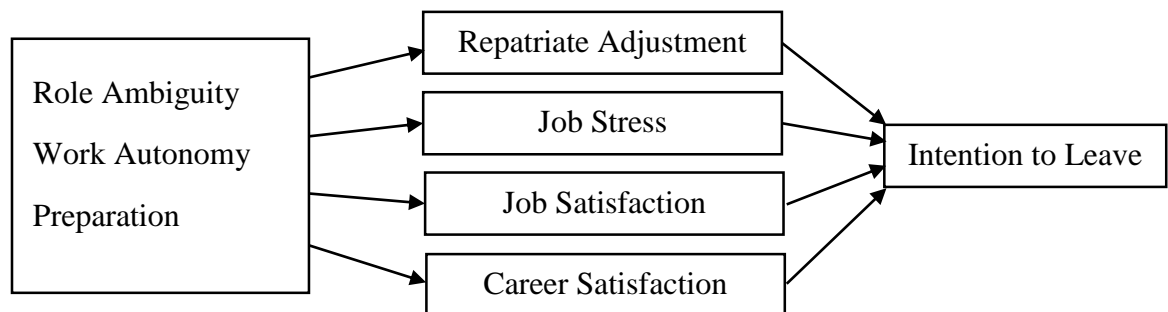 Role Ambiguity
Work Autonomy
Preparation
Repatriate Adjustment
Job Stress
Job Satisfaction
Career Satisfaction
Intention to Leave